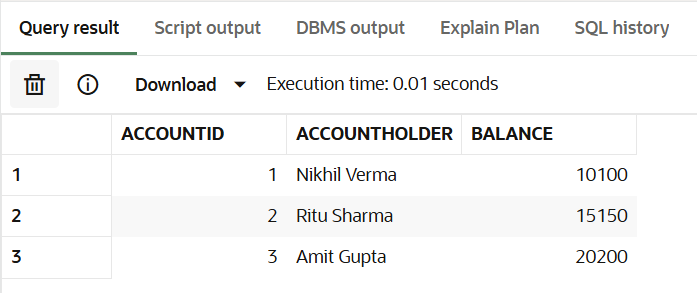 Query result Script output DBMS output Explain Plan SQL history
Download Execution time: 0.01 seconds
ACCOUNTID ACCOUNTHOLDER BALANCE
1 1 Nikhil Verma 10100
2 2 Ritu Sharma 15150
3 3 Amit Gupta 20200